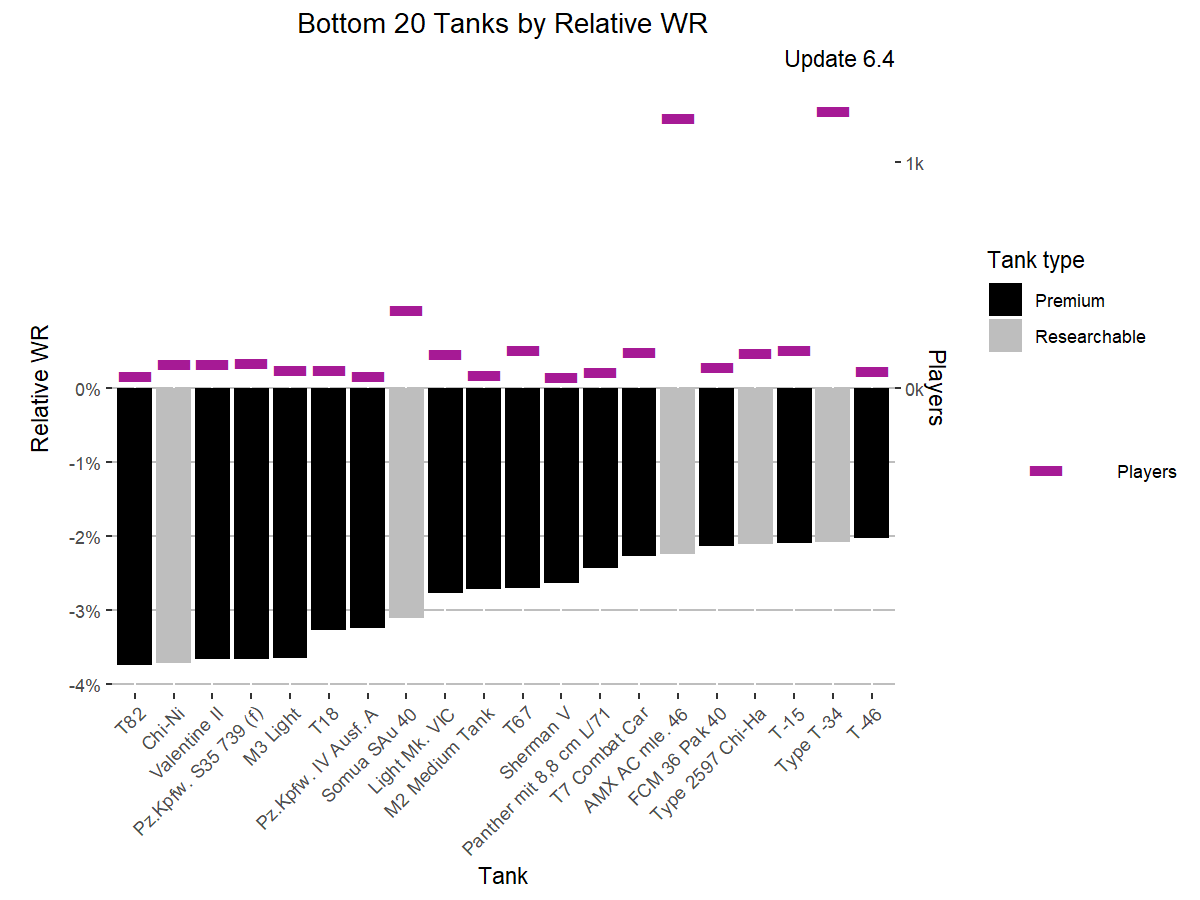 Bottom 20 Tanks by Relative WR
Update 6.4
Relative WR
0%
-1%
-2%
-3%
-4%
1k
0k
Players
T82
Chi-Ni
Valentine II
Pz.Kpfw. S35 739 (f)
M3 Light
T18
Pz.Kpfw. IV Ausf. A
Somua SAu 40
Light Mk. VIC
M2 Medium Tank
T67
Sherman V
Panther mit 8,8 cm L/71
T7 Combat Car
AMX AC mle. 46
FCM 36 Pak 40
Type 2597 Chi-Ha
T-15
Type T-34
T-46
Tank
Tank type
Premium
Researchable
Players